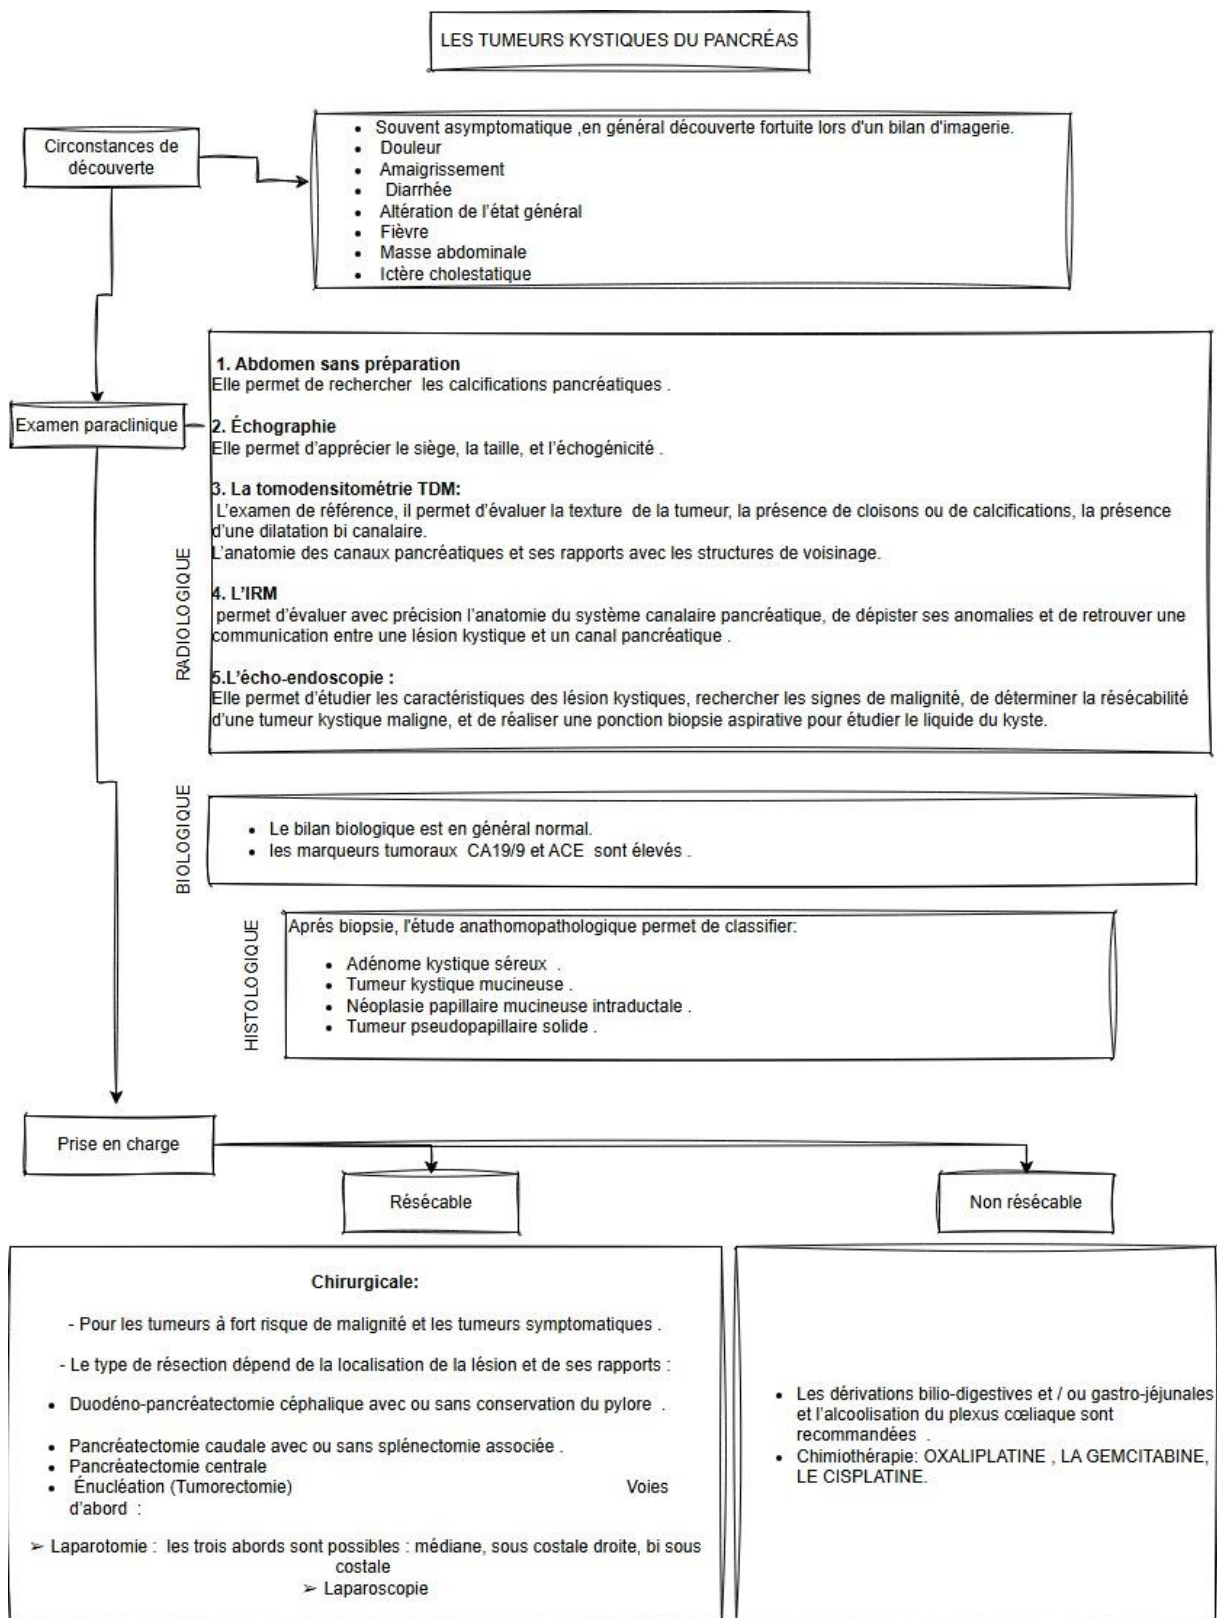 LES TUMEURS KYSTIQUES DU PANCRÉAS
Circonstances de
découverte
• Souvent asymptomatique ,en général découverte fortuite lors d'un bilan d'imagerie.
• Douleur
• Amaigrissement
• Diarrhée
• Altération de l'état général
• Fièvre
• Masse abdominale
• Ictère cholestatique
Examen paraclinique
RADIOLOGIQUE
1. Abdomen sans préparation
Elle permet de rechercher les calcifications pancréatiques .
2. Échographie
Elle permet d'apprécier le siège, la taille, et l'échogénicité .
3. La tomodensitométrie TDM:
L'examen de référence, il permet d'évaluer la texture de la tumeur, la présence de cloisons ou de calcifications, la présence
d'une dilatation bi canalaire.
L'anatomie des canaux pancréatiques et ses rapports avec les structures de voisinage.
4. L'IRM
permet d'évaluer avec précision l'anatomie du système canalaire pancréatique, de dépister ses anomalies et de retrouver une
communication entre une lésion kystique et un canal pancréatique .
5.L'écho-endoscopie :
Elle permet d'étudier les caractéristiques des lésion kystiques, rechercher les signes de malignité, de déterminer la résécabilité
d'une tumeur kystique maligne, et de réaliser une ponction biopsie aspirative pour étudier le liquide du kyste.
BIOLOGIQUE
• Le bilan biologique est en général normal.
• les marqueurs tumoraux CA19/9 et ACE sont élevés .
HISTOLOGIQUE
Aprés biopsie, l'étude anathomopathologique permet de classifier:
• Adénome kystique séreux .
• Tumeur kystique mucineuse .
• Néoplasie papillaire mucineuse intraductale .
• Tumeur pseudopapillaire solide .
Prise en charge
Résécable
Non résécable
Chirurgicale:
- Pour les tumeurs à fort risque de malignité et les tumeurs symptomatiques .
- Le type de résection dépend de la localisation de la lésion et de ses rapports :
• Duodéno-pancréatectomie céphalique avec ou sans conservation du pylore .
• Pancréatectomie caudale avec ou sans splénectomie associée .
• Pancréatectomie centrale
• Énucléation (Tumorectomie) Voies
d'abord :
➢ Laparotomie : les trois abords sont possibles : médiane, sous costale droite, bi sous
costale
➢ Laparoscopie
• Les dérivations bilio-digestives et / ou gastro-jéjunales
et l'alcoolisation du plexus cœliaque sont
recommandées .
• Chimiothérapie: OXALIPLATINE , LA GEMCITABINE,
LE CISPLATINE.